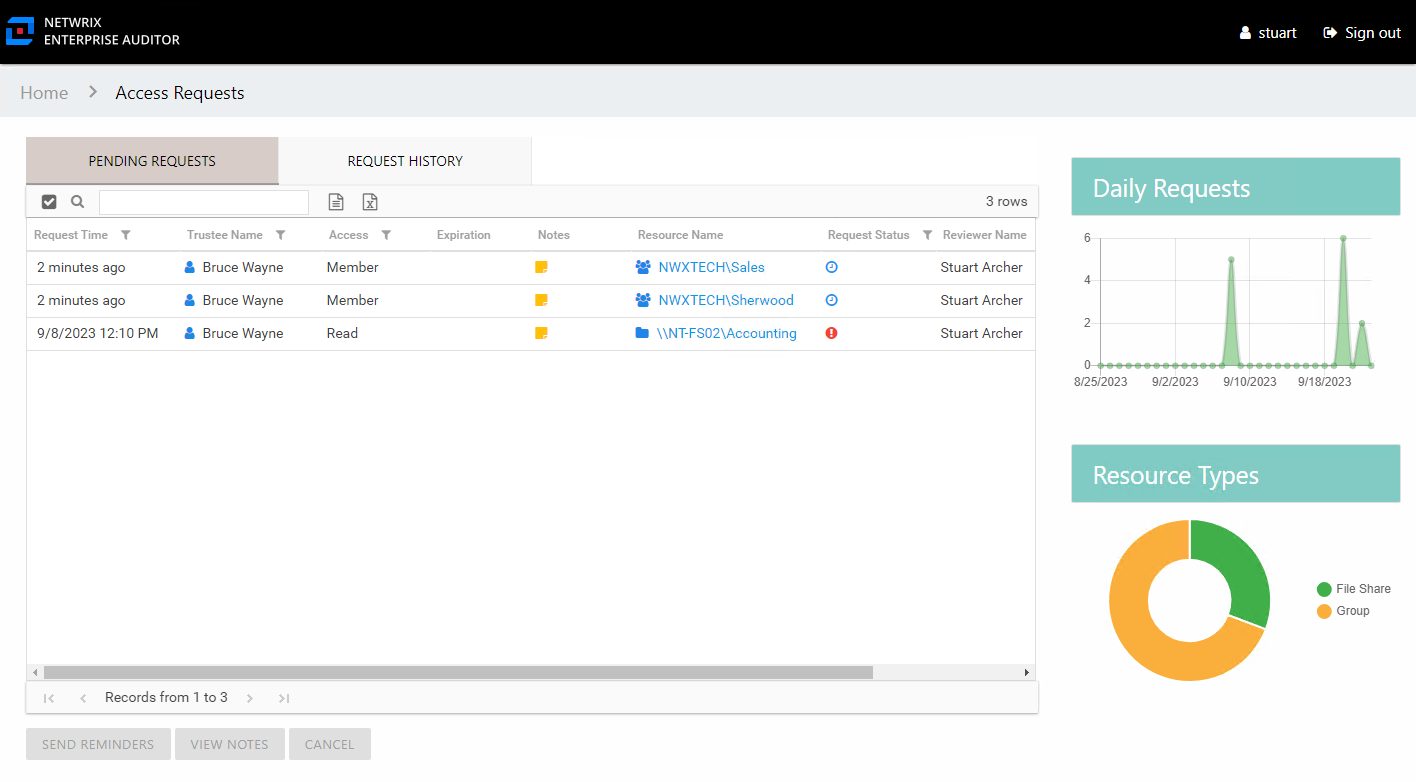 NETWRIX
ENTERPRISE AUDITOR
stuart Sign out
Home > Access Requests
PENDING REQUESTS REQUEST HISTORY
3 rows
Request Time Trustee Name Access Expiration Notes Resource Name Request Status Reviewer Name
2 minutes ago Bruce Wayne Member NWXTECH\Sales Stuart Archer
2 minutes ago Bruce Wayne Member NWXTECH\Sherwood Stuart Archer
9/8/2023 12:10 PM Bruce Wayne Read \\NT-FS02\Accounting Stuart Archer
Records from 1 to 3
SEND REMINDERS VIEW NOTES CANCEL
Daily Requests
6
4
2
0
8/25/2023 9/2/2023 9/10/2023 9/18/2023
Resource Types
File Share
Group